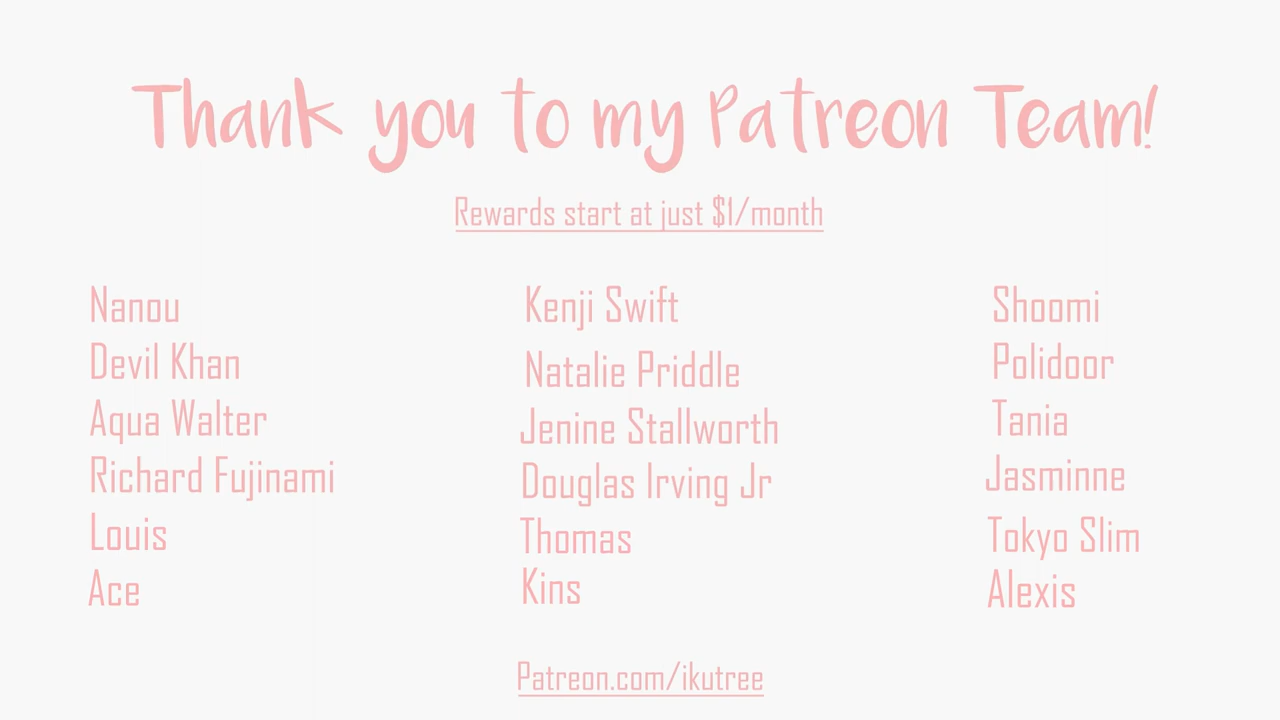 Thank you to my Patreon Team!
Rewards start at just $1/month
Nanou
Devil Khan
Aqua Walter
Richard Fujinami
Louis
Ace
Kenji Swift
Natalie Priddle
Jenine Stallworth
Douglas Irving Jr
Thomas
Kins
Shoomi
Polidoor
Tania
Jasminne
Tokyo Slim
Alexis
Patreon.com/ikutree